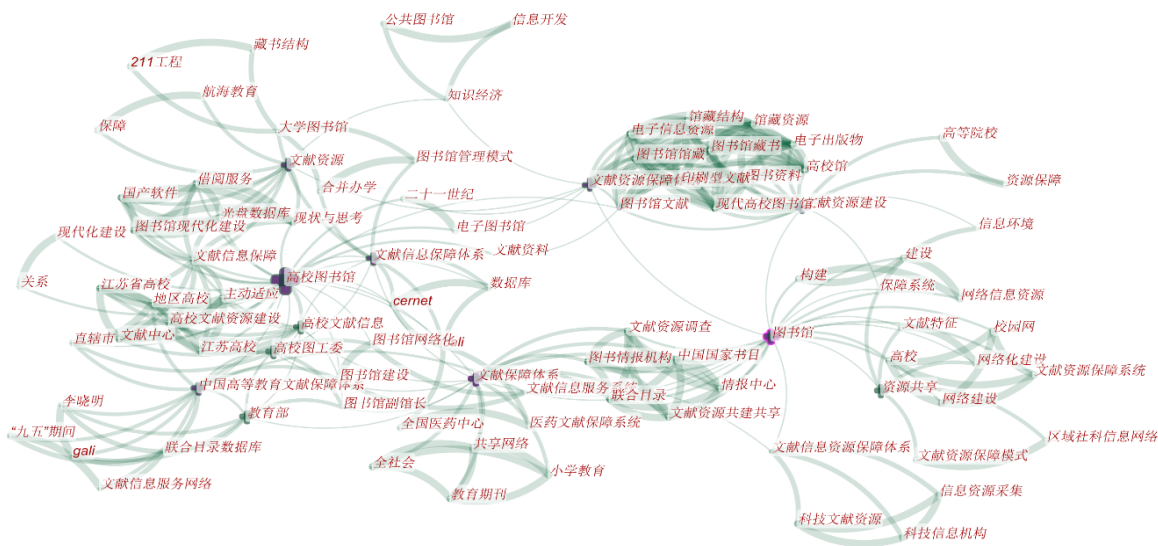 公共图书馆
信息开发
藏书结构
211工程
航海教育
知识经济
保障
大学图书馆
馆藏结构
馆藏资源
电子信息资源
电子出版物
高等院校
图书馆馆藏
图书馆藏书
文献资源
图书馆管理模式
高校馆
借阅服务
文献资源保障体
印刷型文献
图书资料
资源保障
国产软件
合并办学
二十一世纪
图书馆文献
现代高校图书馆
文献资源建设
光盘数据库
现状与思考
图书馆现代化建设
电子图书馆
信息环境
现代化建设
文献资料
文献信息保障
文献信息保障体系
建设
关系
高校图书馆
数据库
构建
保障系统
江苏省高校
主动适应
网络信息资源
地区高校
cernet
高校文献资源建设
高校文献信息
文献资源调查
文献特征
校园网
直辖市
文献中心
图书馆网络化
图书馆
江苏高校
高校图工委
图书情报机构
中国国家书目
高校
网络化建设
图书馆建设
文献保障体系
文献资源保障系统
中国高等教育文献保障体系
文献信息服务系统
情报中心
资源共享
李晓明
图书馆副馆长
联合目录
网络建设
教育部
文献资源共建共享
“九五”期间
全国医药中心
医药文献保障系统
区域社科信息网络
gali
联合目录数据库
共享网络
文献信息资源保障体系
文献资源保障模式
全社会
小学教育
文献信息服务网络
教育期刊
信息资源采集
科技文献资源
科技信息机构